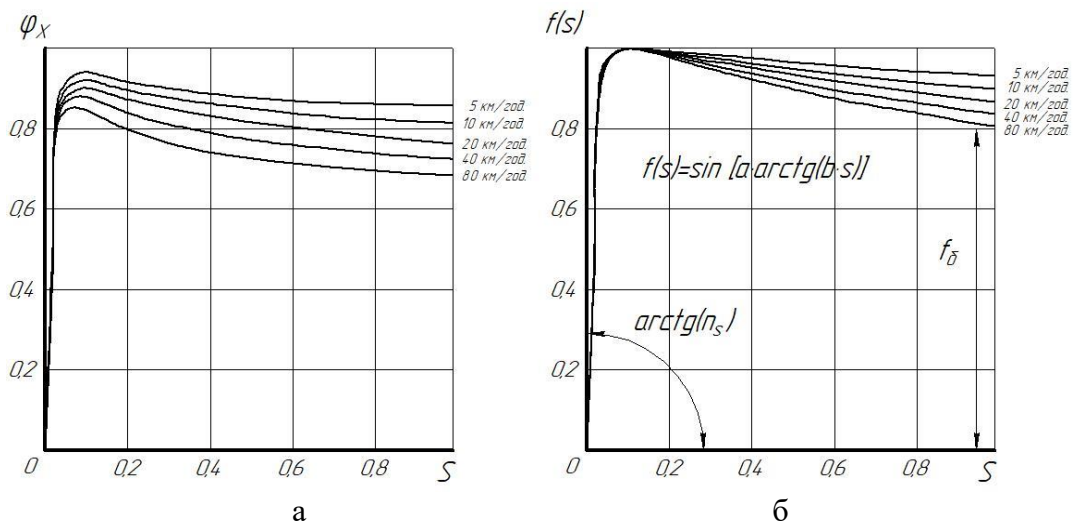 φₓ
5 км/год.
10 км/год.
20 км/год.
40 км/год.
80 км/год.
0,8
0,6
0,4
0,2
0
0,2
0,4
0,6
0,8
S
а
f(s)
5 км/год.
10 км/год.
20 км/год.
40 км/год.
80 км/год.
0,8
f(s)=sin [a·arctg(b·s)]
0,6
f_δ
0,4
arctg(nₛ)
0,2
0
0,2
0,4
0,6
0,8
S
б